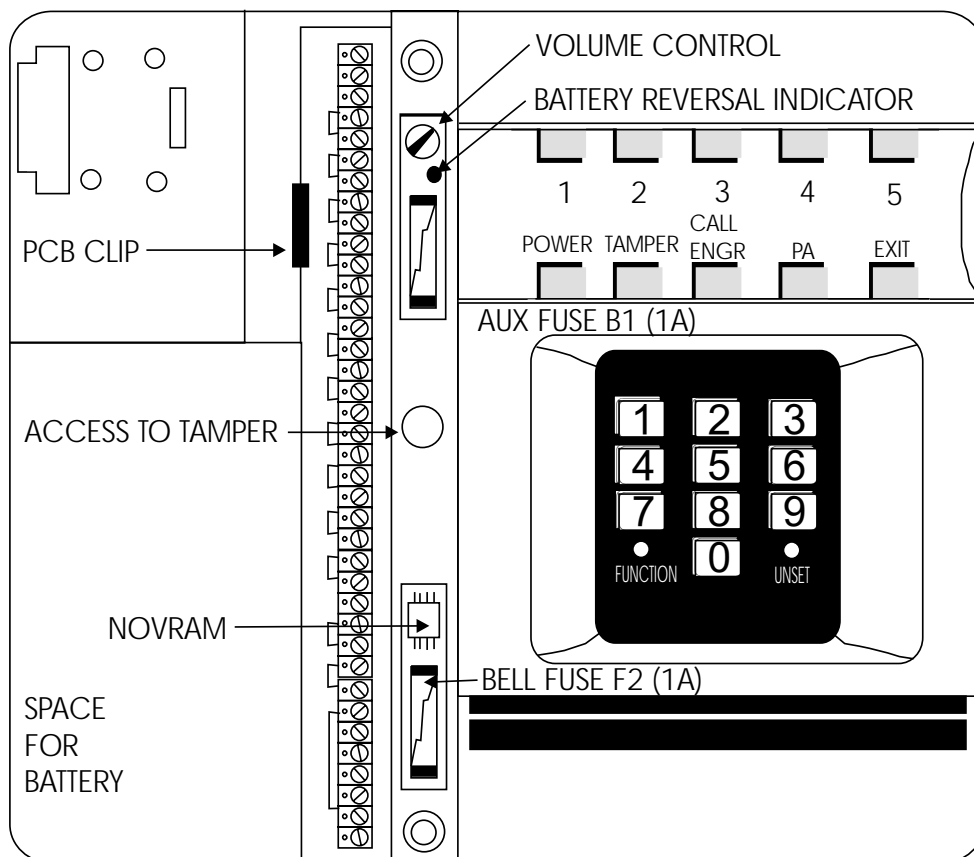 VOLUME CONTROL
BATTERY REVERSAL INDICATOR
1 2 3 4 5
PCB CLIP
POWER TAMPER CALL ENGR PA EXIT
AUX FUSE B1 (1A)
ACCESS TO TAMPER
1 2 3
4 5 6
7 8 9
0
FUNCTION UNSET
NOVRAM
BELL FUSE F2 (1A)
SPACE
FOR
BATTERY